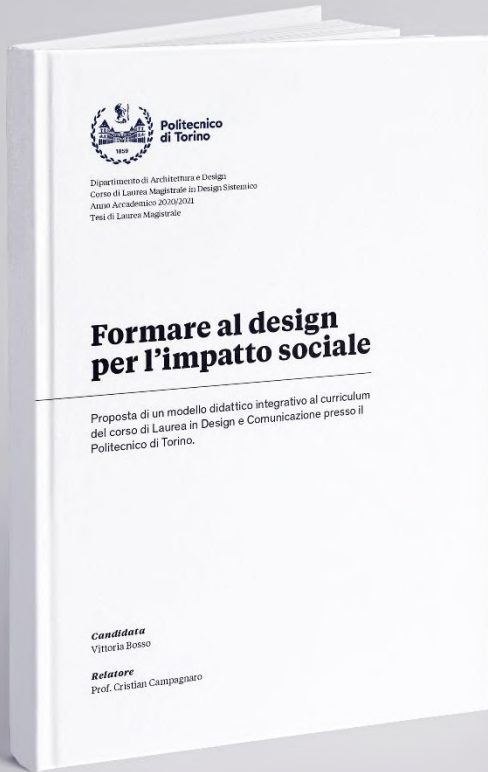 1859
Politecnico
di Torino
Dipartimento di Architettura e Design
Corso di Laurea Magistrale in Design Sistemico
Anno Accademico 2020/2021
Tesi di Laurea Magistrale
Formare al design
per l'impatto sociale
Proposta di un modello didattico integrativo al curriculum
del corso di Laurea in Design e Comunicazione presso il
Politecnico di Torino.
Candidata
Vittoria Bosso
Relatore
Prof. Cristian Campagnaro